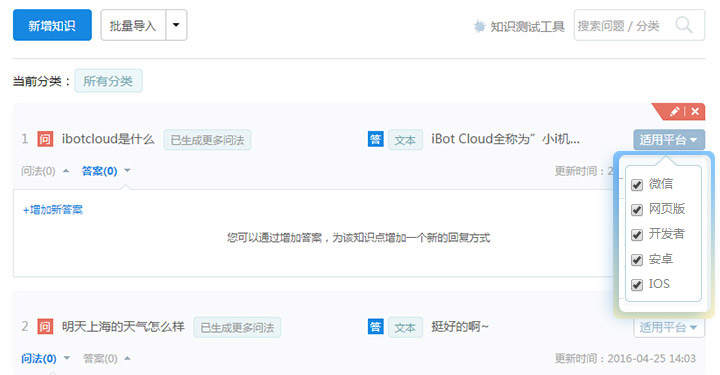 新增知识 批量导入 知识测试工具 搜索问题 / 分类
当前分类： 所有分类
1 问 ibotcloud是什么 已生成更多问法 答 文本 iBot Cloud全称为”小i机... 适用平台
问法(0) 答案(0) 更新时间：2
微信
+增加新答案
网页版
您可以通过增加答案，为该知识点增加一个新的回复方式
开发者
安卓
IOS
2 问 明天上海的天气怎么样 已生成更多问法 答 文本 挺好的啊~ 适用平台
问法(0) 答案(0) 更新时间：2016-04-25 14:03